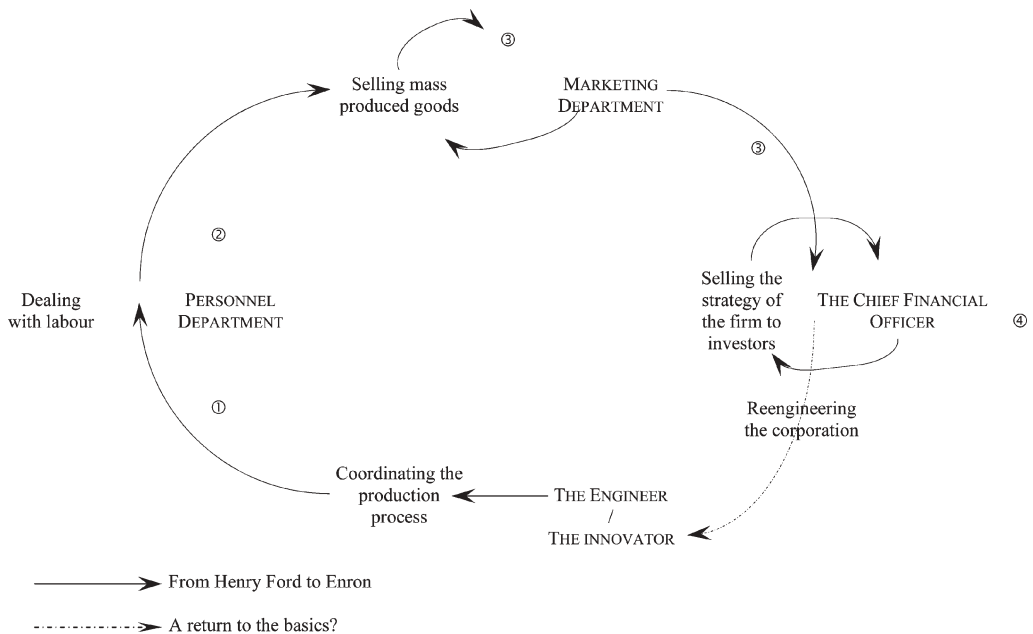 ③
Selling mass
produced goods
MARKETING
DEPARTMENT
③
②
Dealing
with labour
PERSONNEL
DEPARTMENT
Selling the
strategy of
the firm to
investors
THE CHIEF FINANCIAL
OFFICER
④
①
Reengineering
the corporation
Coordinating the
production
process
THE ENGINEER
/
THE INNOVATOR
From Henry Ford to Enron
A return to the basics?